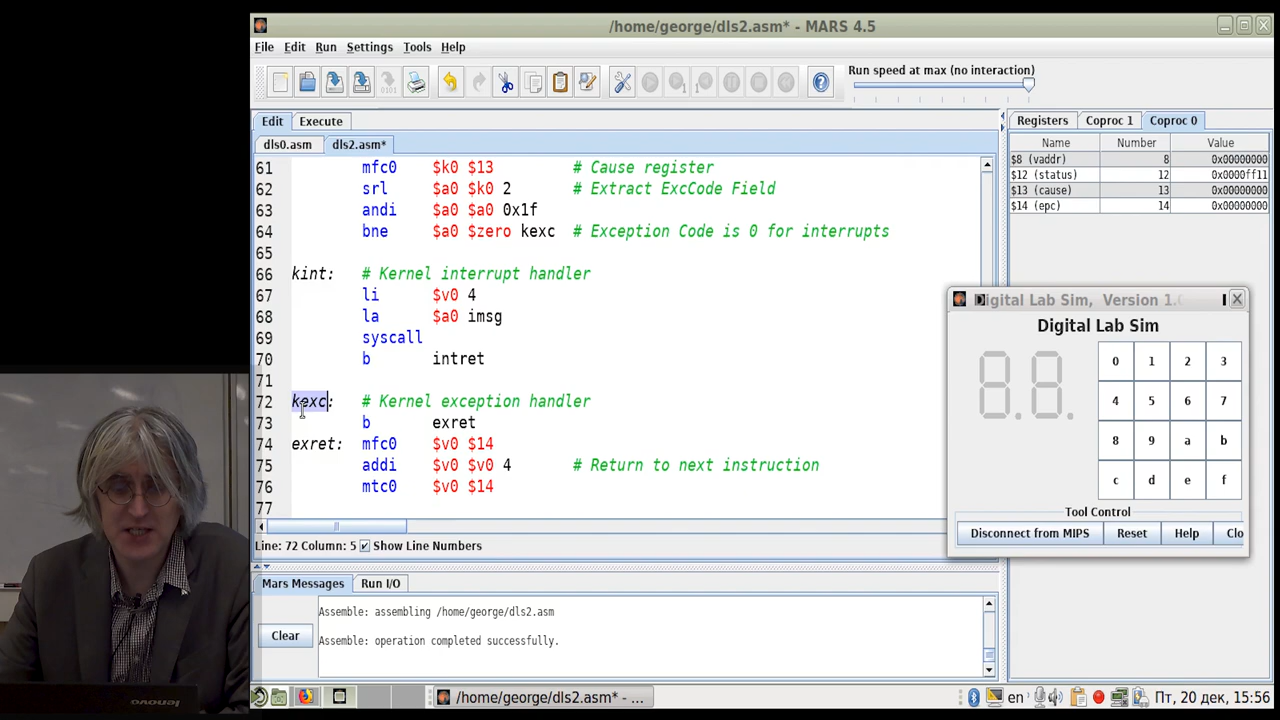 /home/george/dls2.asm* - MARS 4.5
File Edit Run Settings Tools Help
Run speed at max (no interaction)
Edit Execute
dls0.asm dls2.asm*
61 mfc0 $k0 $13 # Cause register
62 srl $a0 $k0 2 # Extract ExcCode Field
63 andi $a0 $a0 0x1f
64 bne $a0 $zero kexc # Exception Code is 0 for interrupts
65
66 kint: # Kernel interrupt handler
67 li $v0 4
68 la $a0 imsg
69 syscall
70 b intret
71
72 kexc: # Kernel exception handler
73 b exret
74 exret: mfc0 $v0 $14
75 addi $v0 $v0 4 # Return to next instruction
76 mtc0 $v0 $14
77
Line: 72 Column: 5 Show Line Numbers
Mars Messages Run I/O
Assemble: assembling /home/george/dls2.asm
Assemble: operation completed successfully.
Clear
Registers Coproc 1 Coproc 0
Name Number Value
$8 (vaddr) 8 0x00000000
$12 (status) 12 0x0000ff11
$13 (cause) 13 0x00000000
$14 (epc) 14 0x00000000
Digital Lab Sim, Version 1.
Digital Lab Sim
8.8.
0 1 2 3
4 5 6 7
8 9 a b
c d e f
Tool Control
Disconnect from MIPS Reset Help Clo
lenovo
/home/george/dls2.asm* - ...
en Пт, 20 дек, 15:56